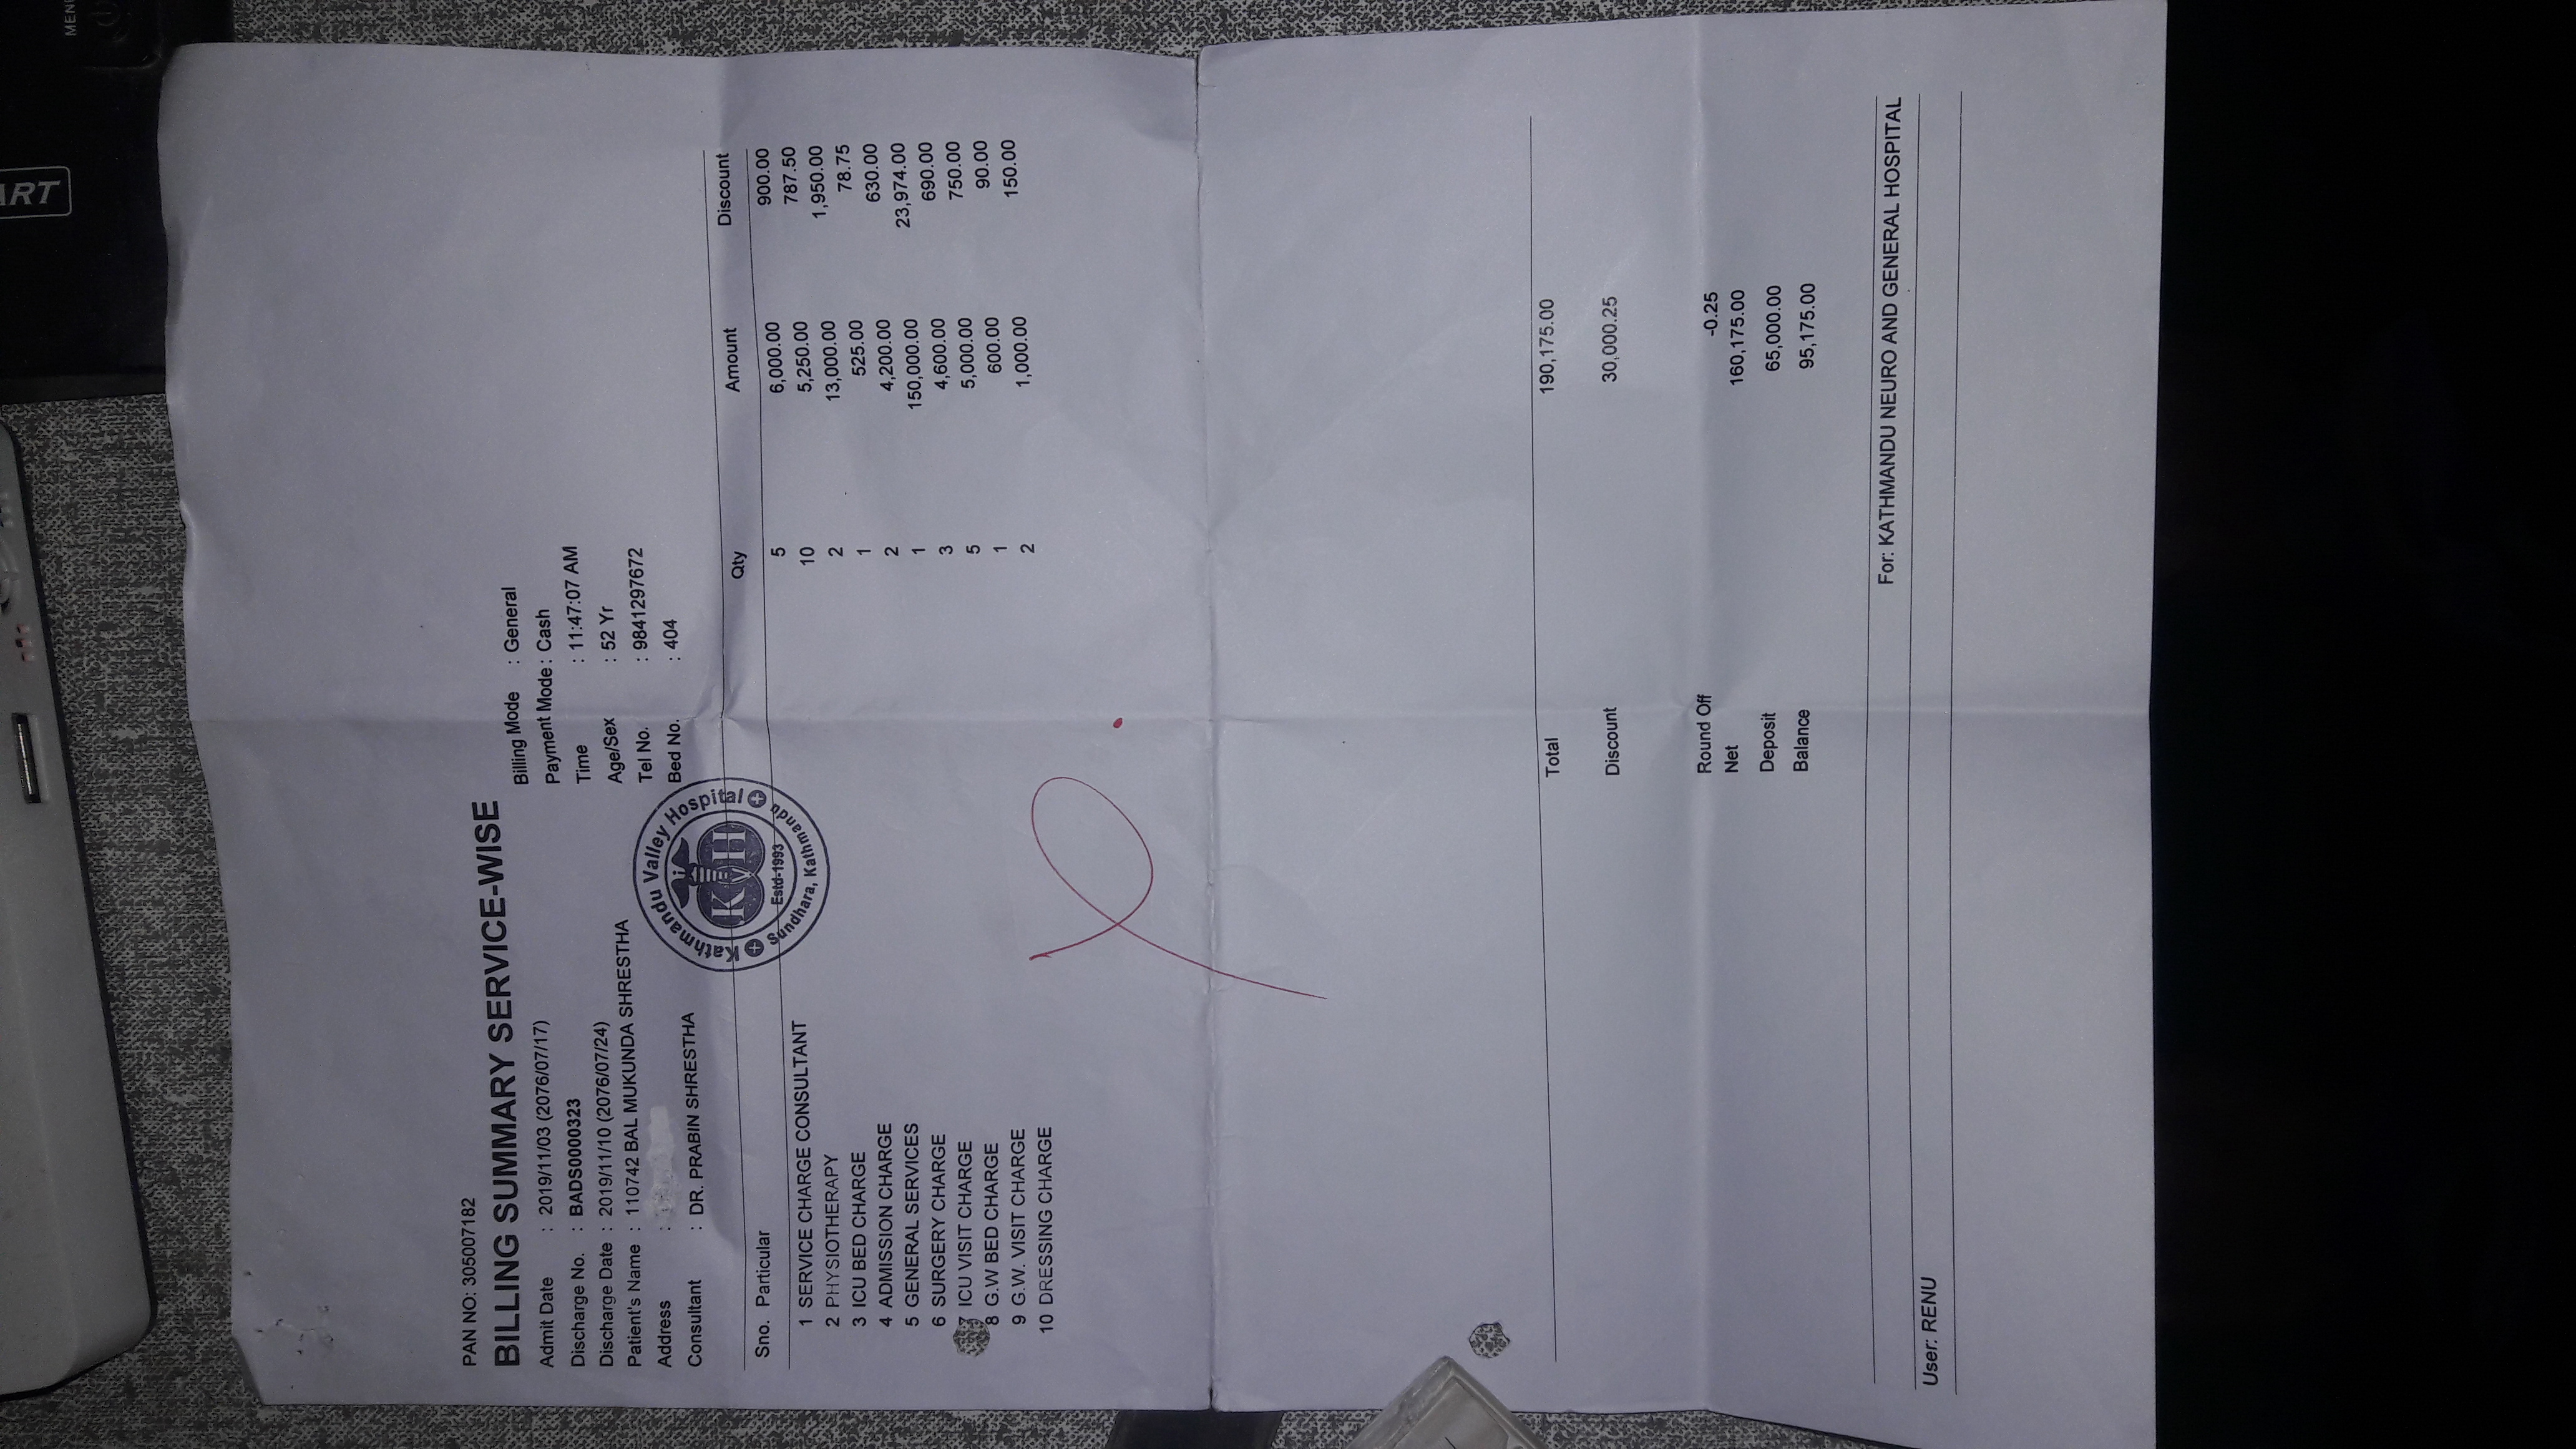 ART
MENU
PAN NO: 305007182
BILLING SUMMARY SERVICE-WISE
Admit Date : 2019/11/03 (2076/07/17)
Discharge No. : BADS0000323
Discharge Date : 2019/11/10 (2076/07/24)
Patient's Name : 110742 BAL MUKUNDA SHRESTHA
Address :
Consultant : DR. PRABIN SHRESTHA
Billing Mode : General
Payment Mode : Cash
Time : 11:47:07 AM
Age/Sex : 52 Yr
Tel No. : 9841297672
Bed No. : 404
Kathmandu Valley Hospital
KVH
Estd-1993
Sundhara, Kathmandu
Sno. Particular Qty Amount Discount
1 SERVICE CHARGE CONSULTANT 5 6,000.00 900.00
2 PHYSIOTHERAPY 10 5,250.00 787.50
3 ICU BED CHARGE 2 13,000.00 1,950.00
4 ADMISSION CHARGE 1 525.00 78.75
5 GENERAL SERVICES 2 4,200.00 630.00
6 SURGERY CHARGE 1 150,000.00 23,974.00
7 ICU VISIT CHARGE 3 4,600.00 690.00
8 G.W BED CHARGE 5 5,000.00 750.00
9 G.W. VISIT CHARGE 1 600.00 90.00
10 DRESSING CHARGE 2 1,000.00 150.00
Total 190,175.00
Discount 30,000.25
Round Off -0.25
Net 160,175.00
Deposit 65,000.00
Balance 95,175.00
For: KATHMANDU NEURO AND GENERAL HOSPITAL
User: RENU